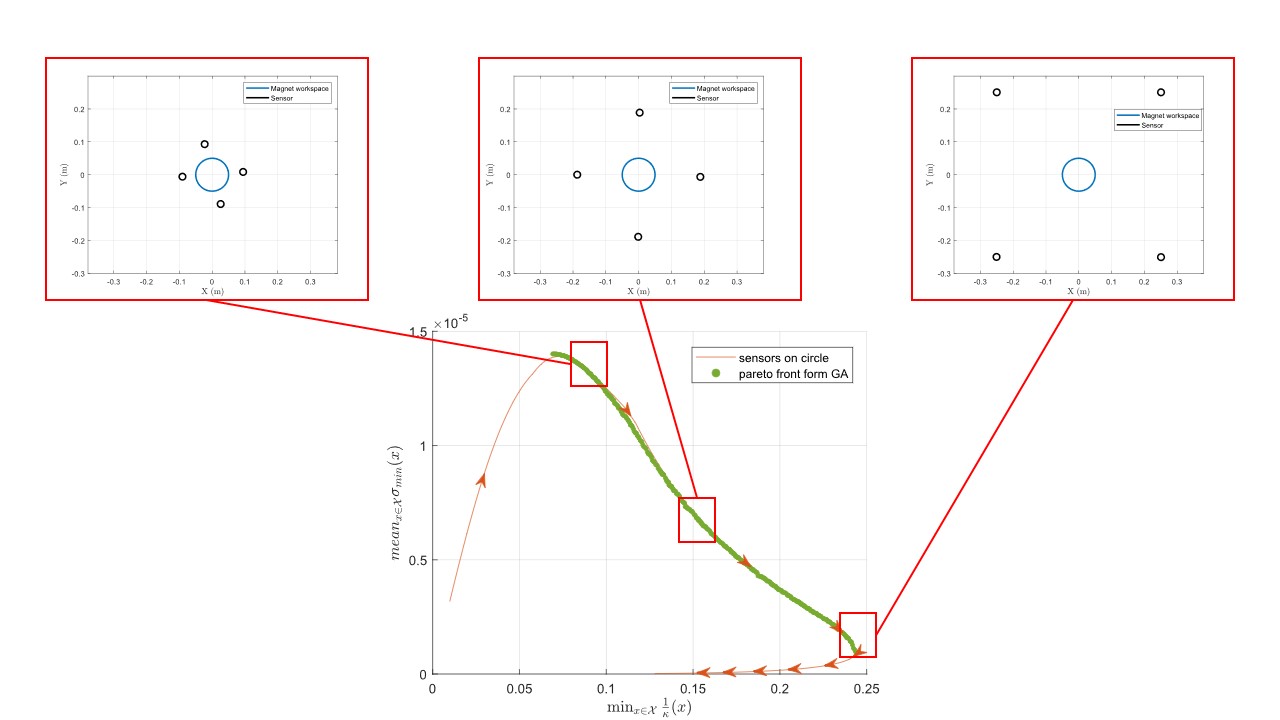 Magnet workspace
Sensor
0.2
0.1
0
-0.1
-0.2
-0.3
Y (m)
-0.3 -0.2 -0.1 0 0.1 0.2 0.3
X (m)
Magnet workspace
Sensor
0.2
0.1
0
-0.1
-0.2
-0.3
Y (m)
-0.3 -0.2 -0.1 0 0.1 0.2 0.3
X (m)
Magnet workspace
Sensor
0.2
0.1
0
-0.1
-0.2
-0.3
Y (m)
-0.3 -0.2 -0.1 0 0.1 0.2 0.3
X (m)
×10⁻⁵
1.5
1
0.5
0
mean_{x∈𝒳} σ_{min}(x)
sensors on circle
pareto front form GA
0 0.05 0.1 0.15 0.2 0.25
min_{x∈𝒳} 1/κ (x)